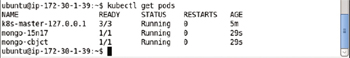 ubuntu@ip-172-30-1-39:~$ kubectl get pods
NAME READY STATUS RESTARTS AGE
k8s-master-127.0.0.1 3/3 Running 0 5m
mongo-15n17 1/1 Running 0 29s
mongo-cbjct 1/1 Running 0 29s
ubuntu@ip-172-30-1-39:~$